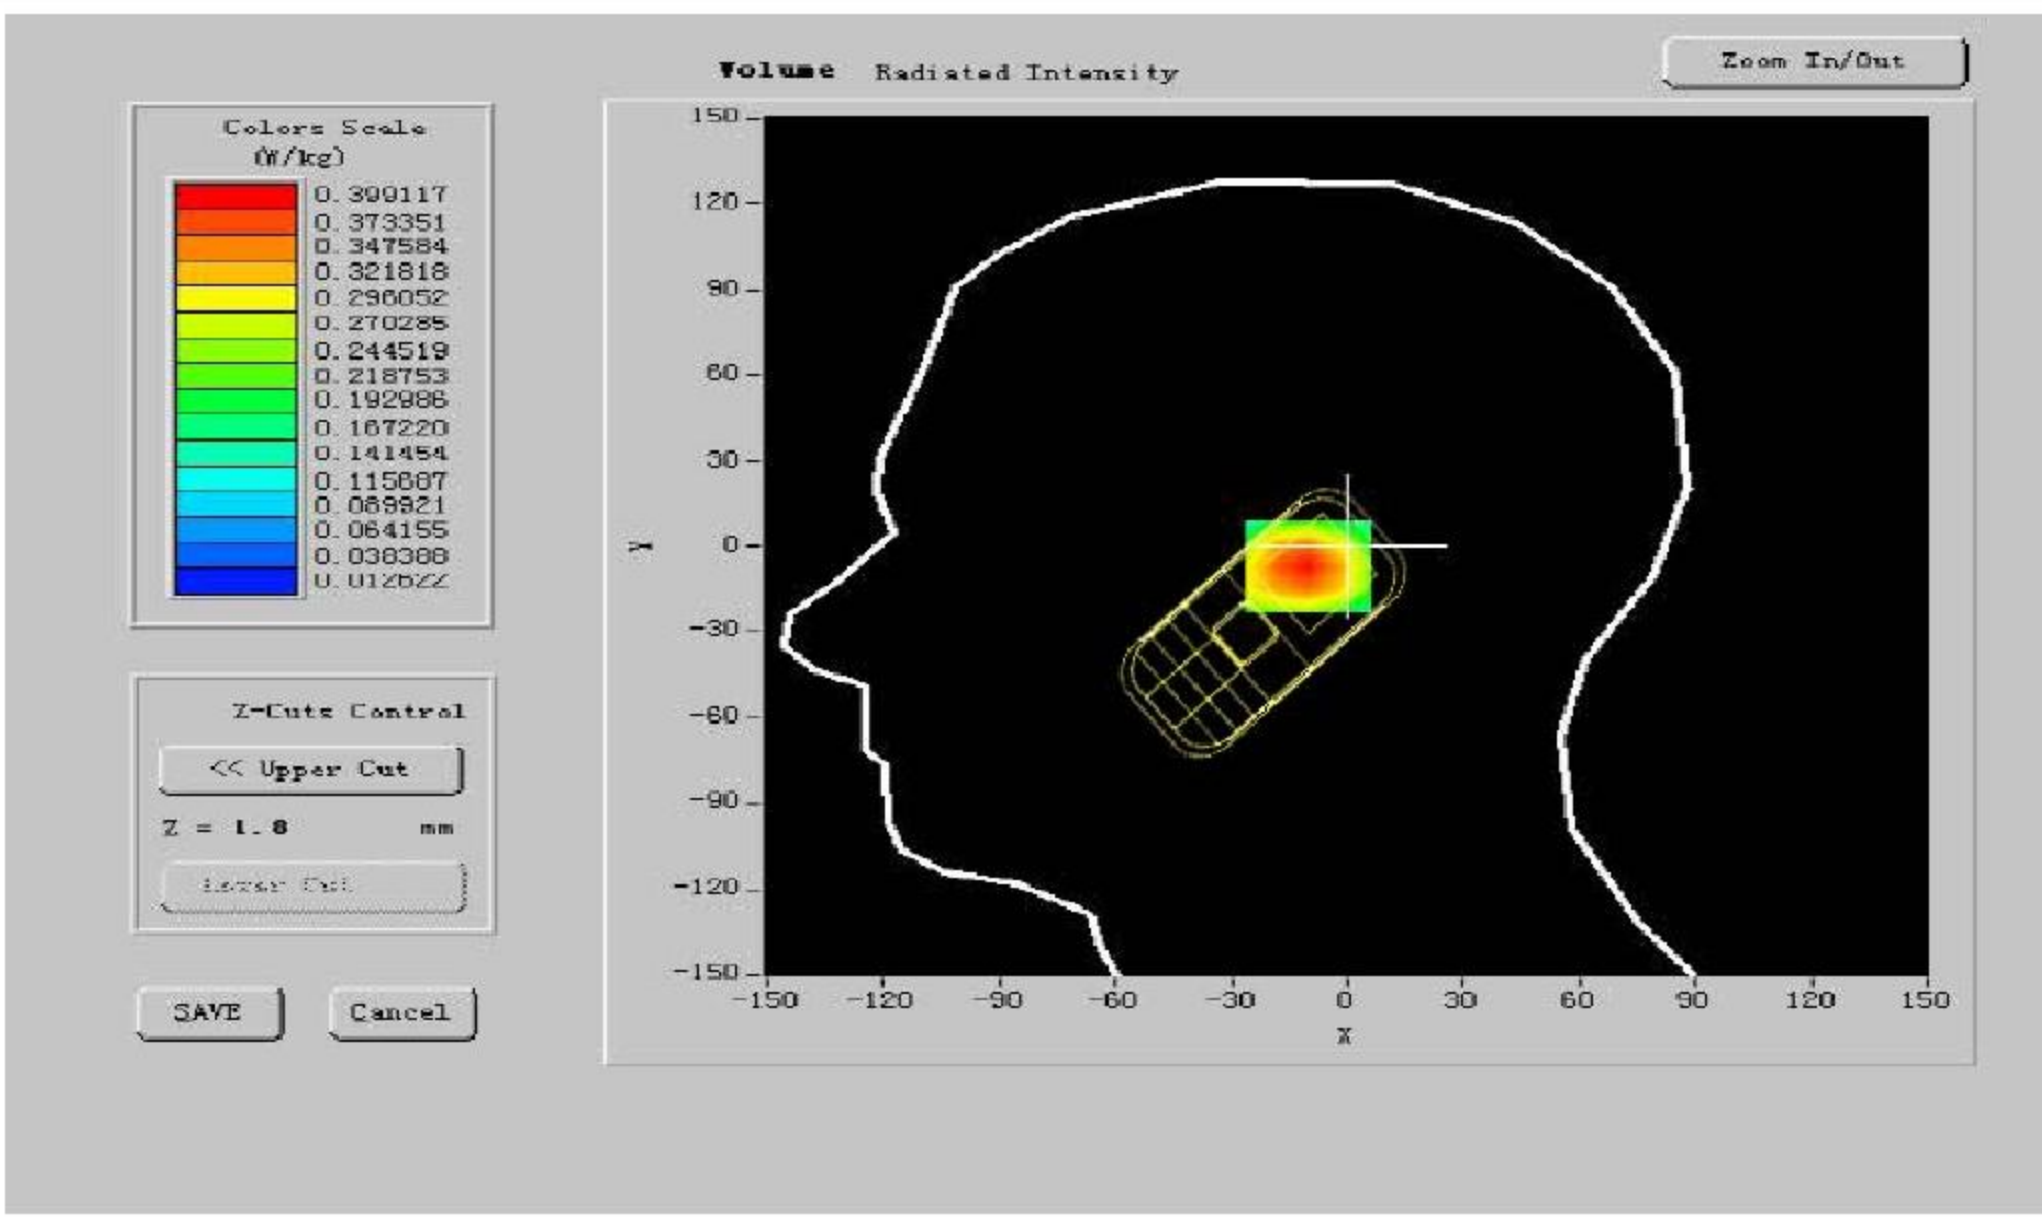 Volume Radiated Intensity
Zoom In/Out
Colors Scale
(W/kg)
0.399117
0.373351
0.347584
0.321818
0.296052
0.270285
0.244519
0.218753
0.192986
0.167220
0.141454
0.115687
0.089921
0.064155
0.038388
0.012622
Z-Cuts Control
<< Upper Cut
Z = 1.8 mm
Lower Cut
SAVE
Cancel
150
120
90
60
30
0
-30
-60
-90
-120
-150
Y
-150 -120 -90 -60 -30 0 30 60 90 120 150
X